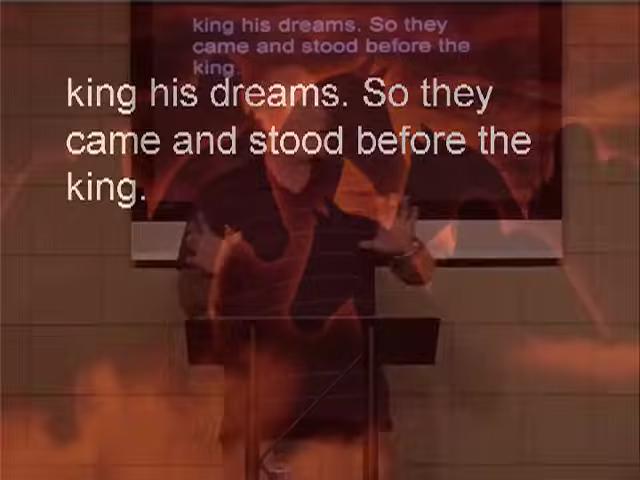 king his dreams. So they
came and stood before the
king.
king his dreams. So they
came and stood before the
king.